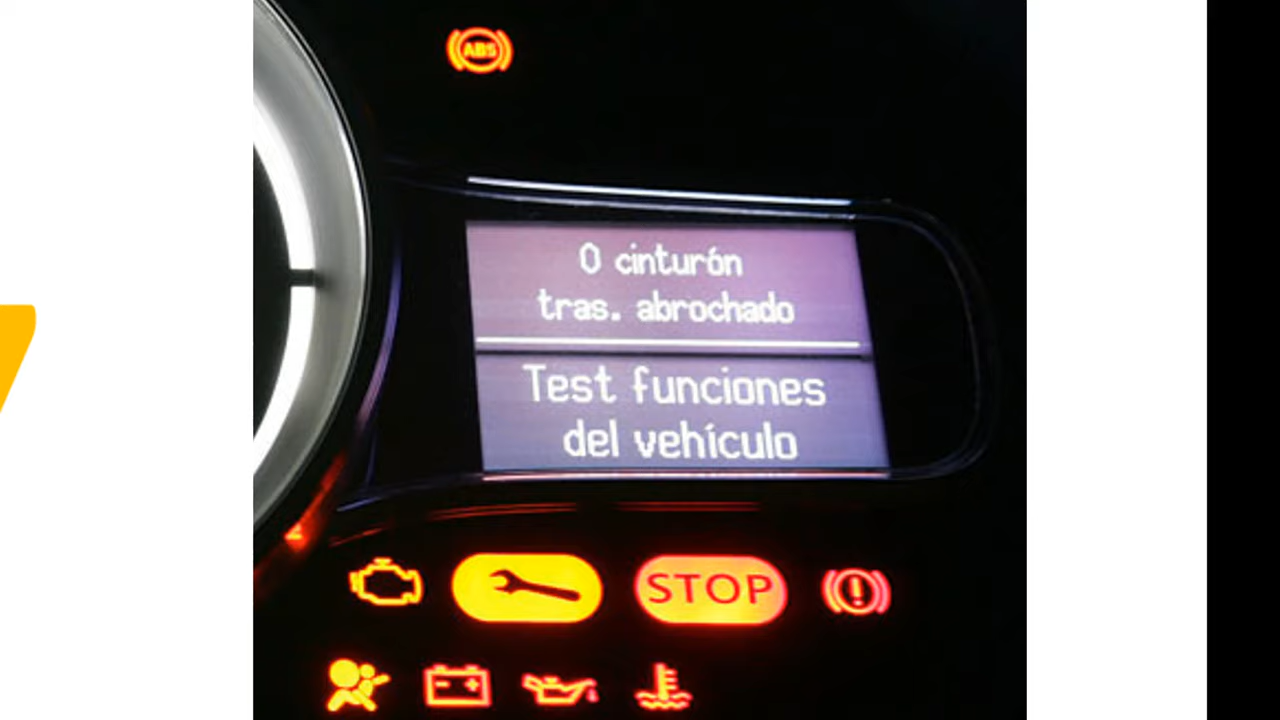 ABS
0 cinturón
tras. abrochado
Test funciones
del vehículo
STOP